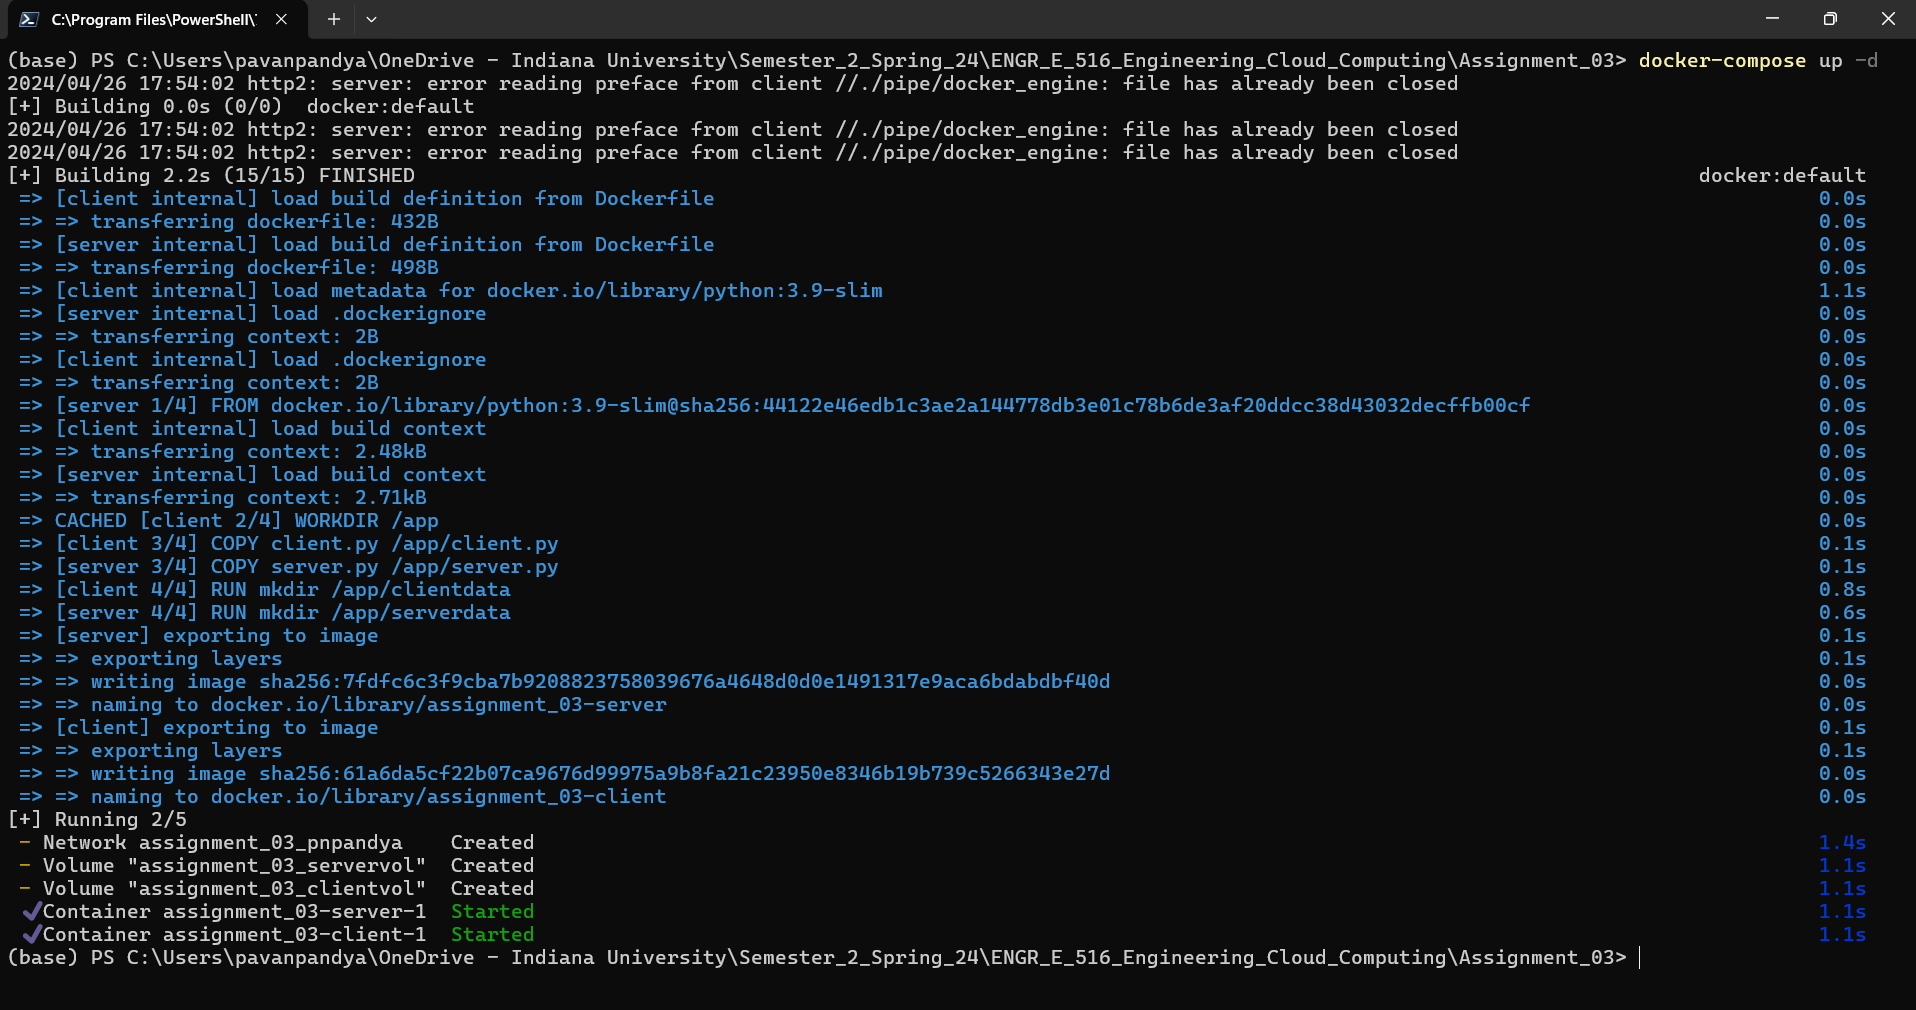 C:\Program Files\PowerShell\
(base) PS C:\Users\pavanpandya\OneDrive - Indiana University\Semester_2_Spring_24\ENGR_E_516_Engineering_Cloud_Computing\Assignment_03> docker-compose up -d
2024/04/26 17:54:02 http2: server: error reading preface from client //./pipe/docker_engine: file has already been closed
[+] Building 0.0s (0/0)  docker:default
2024/04/26 17:54:02 http2: server: error reading preface from client //./pipe/docker_engine: file has already been closed
2024/04/26 17:54:02 http2: server: error reading preface from client //./pipe/docker_engine: file has already been closed
[+] Building 2.2s (15/15) FINISHED docker:default
=> [client internal] load build definition from Dockerfile 0.0s
=> => transferring dockerfile: 432B 0.0s
=> [server internal] load build definition from Dockerfile 0.0s
=> => transferring dockerfile: 498B 0.0s
=> [client internal] load metadata for docker.io/library/python:3.9-slim 1.1s
=> [server internal] load .dockerignore 0.0s
=> => transferring context: 2B 0.0s
=> [client internal] load .dockerignore 0.0s
=> => transferring context: 2B 0.0s
=> [server 1/4] FROM docker.io/library/python:3.9-slim@sha256:44122e46edb1c3ae2a144778db3e01c78b6de3af20ddcc38d43032decffb00cf 0.0s
=> [client internal] load build context 0.0s
=> => transferring context: 2.48kB 0.0s
=> [server internal] load build context 0.0s
=> => transferring context: 2.71kB 0.0s
=> CACHED [client 2/4] WORKDIR /app 0.0s
=> [client 3/4] COPY client.py /app/client.py 0.1s
=> [server 3/4] COPY server.py /app/server.py 0.1s
=> [client 4/4] RUN mkdir /app/clientdata 0.8s
=> [server 4/4] RUN mkdir /app/serverdata 0.6s
=> [server] exporting to image 0.1s
=> => exporting layers 0.1s
=> => writing image sha256:7fdfc6c3f9cba7b9208823758039676a4648d0d0e1491317e9aca6bdabdbf40d 0.0s
=> => naming to docker.io/library/assignment_03-server 0.0s
=> [client] exporting to image 0.1s
=> => exporting layers 0.1s
=> => writing image sha256:61a6da5cf22b07ca9676d99975a9b8fa21c23950e8346b19b739c5266343e27d 0.0s
=> => naming to docker.io/library/assignment_03-client 0.0s
[+] Running 2/5
- Network assignment_03_pnpandya    Created 1.4s
- Volume "assignment_03_servervol"  Created 1.1s
- Volume "assignment_03_clientvol"  Created 1.1s
✔Container assignment_03-server-1  Started 1.1s
✔Container assignment_03-client-1  Started 1.1s
(base) PS C:\Users\pavanpandya\OneDrive - Indiana University\Semester_2_Spring_24\ENGR_E_516_Engineering_Cloud_Computing\Assignment_03>